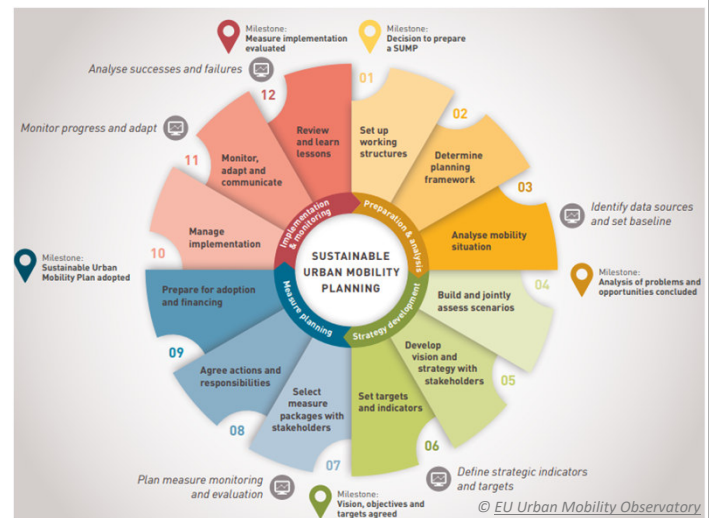 Milestone:
Measure implementation
evaluated
Milestone:
Decision to prepare
a SUMP
Analyse successes and failures
Monitor progress and adapt
01
Set up
working
structures
02
Determine
planning
framework
03
Analyse mobility
situation
Identify data sources
and set baseline
Milestone:
Analysis of problems and
opportunities concluded
04
Build and jointly
assess scenarios
05
Develop
vision and
strategy with
stakeholders
06
Set targets
and indicators
Define strategic indicators
and targets
Milestone:
Vision, objectives and
targets agreed
07
Select
measure
packages with
stakeholders
Plan measure monitoring
and evaluation
08
Agree actions and
responsibilities
09
Prepare for adoption
and financing
Milestone:
Sustainable Urban
Mobility Plan adopted
10
Manage
implementation
11
Monitor,
adapt and
communicate
12
Review
and learn
lessons
Preparation & analysis
Strategy development
Measure planning
Implementation
& monitoring
SUSTAINABLE
URBAN MOBILITY
PLANNING
© EU Urban Mobility Observatory